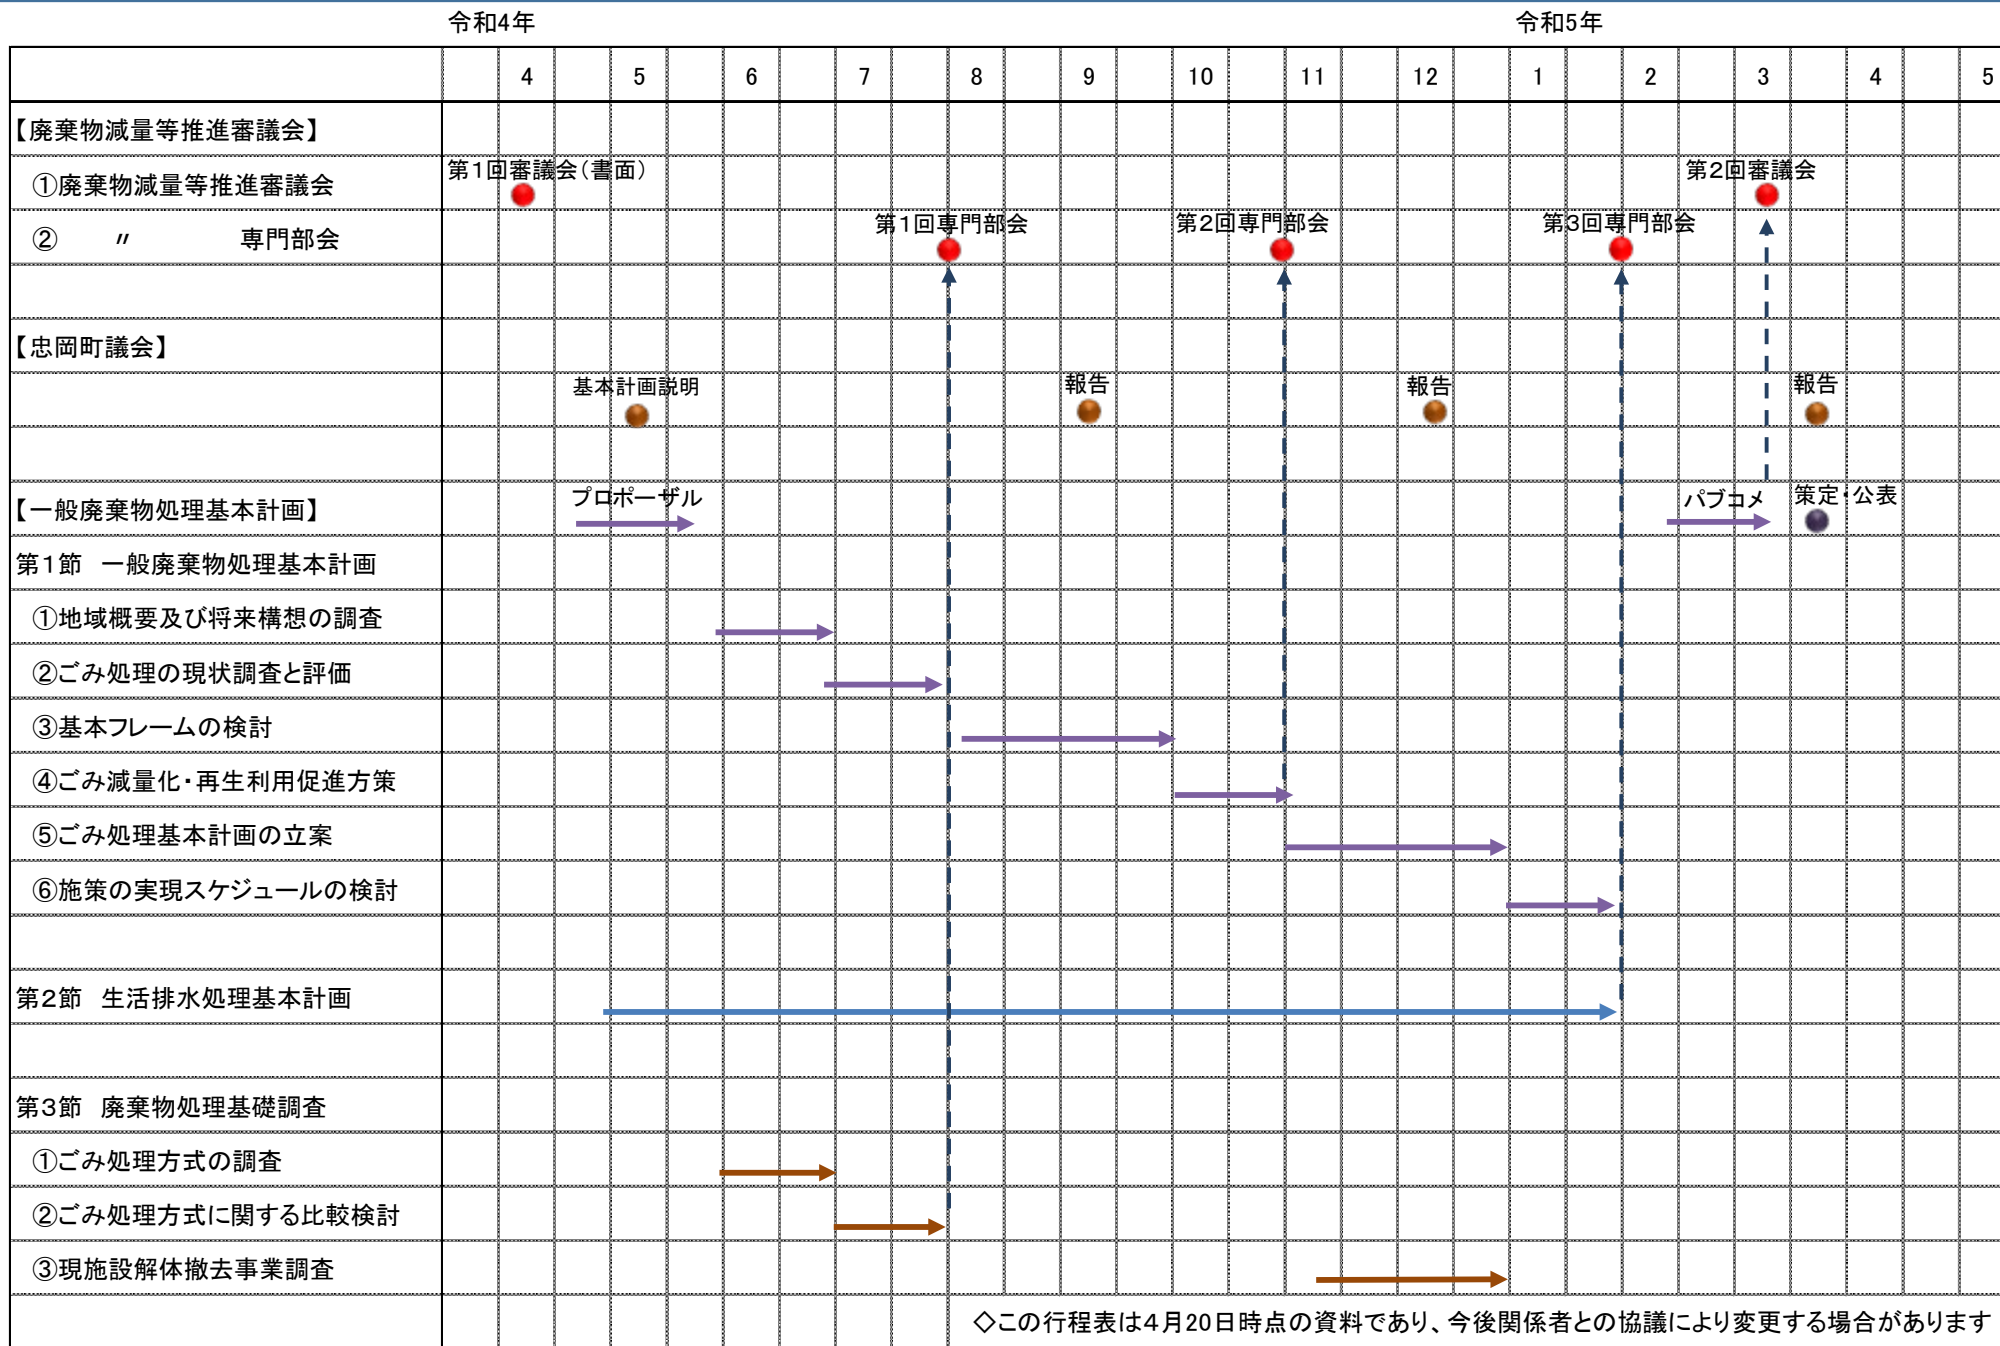 令和4年 令和5年
4 5 6 7 8 9 10 11 12 1 2 3 4 5
【廃棄物減量等推進審議会】
第1回審議会(書面) 第2回審議会
①廃棄物減量等推進審議会
第1回専門部会 第2回専門部会 第3回専門部会
② 〃 専門部会
【忠岡町議会】
基本計画説明 報告 報告 報告
【一般廃棄物処理基本計画】 プロポーザル パブコメ 策定・公表
第1節 一般廃棄物処理基本計画
①地域概要及び将来構想の調査
②ごみ処理の現状調査と評価
③基本フレームの検討
④ごみ減量化・再生利用促進方策
⑤ごみ処理基本計画の立案
⑥施策の実現スケジュールの検討
第2節 生活排水処理基本計画
第3節 廃棄物処理基礎調査
①ごみ処理方式の調査
②ごみ処理方式に関する比較検討
③現施設解体撤去事業調査
◇この行程表は4月20日時点の資料であり、今後関係者との協議により変更する場合があります